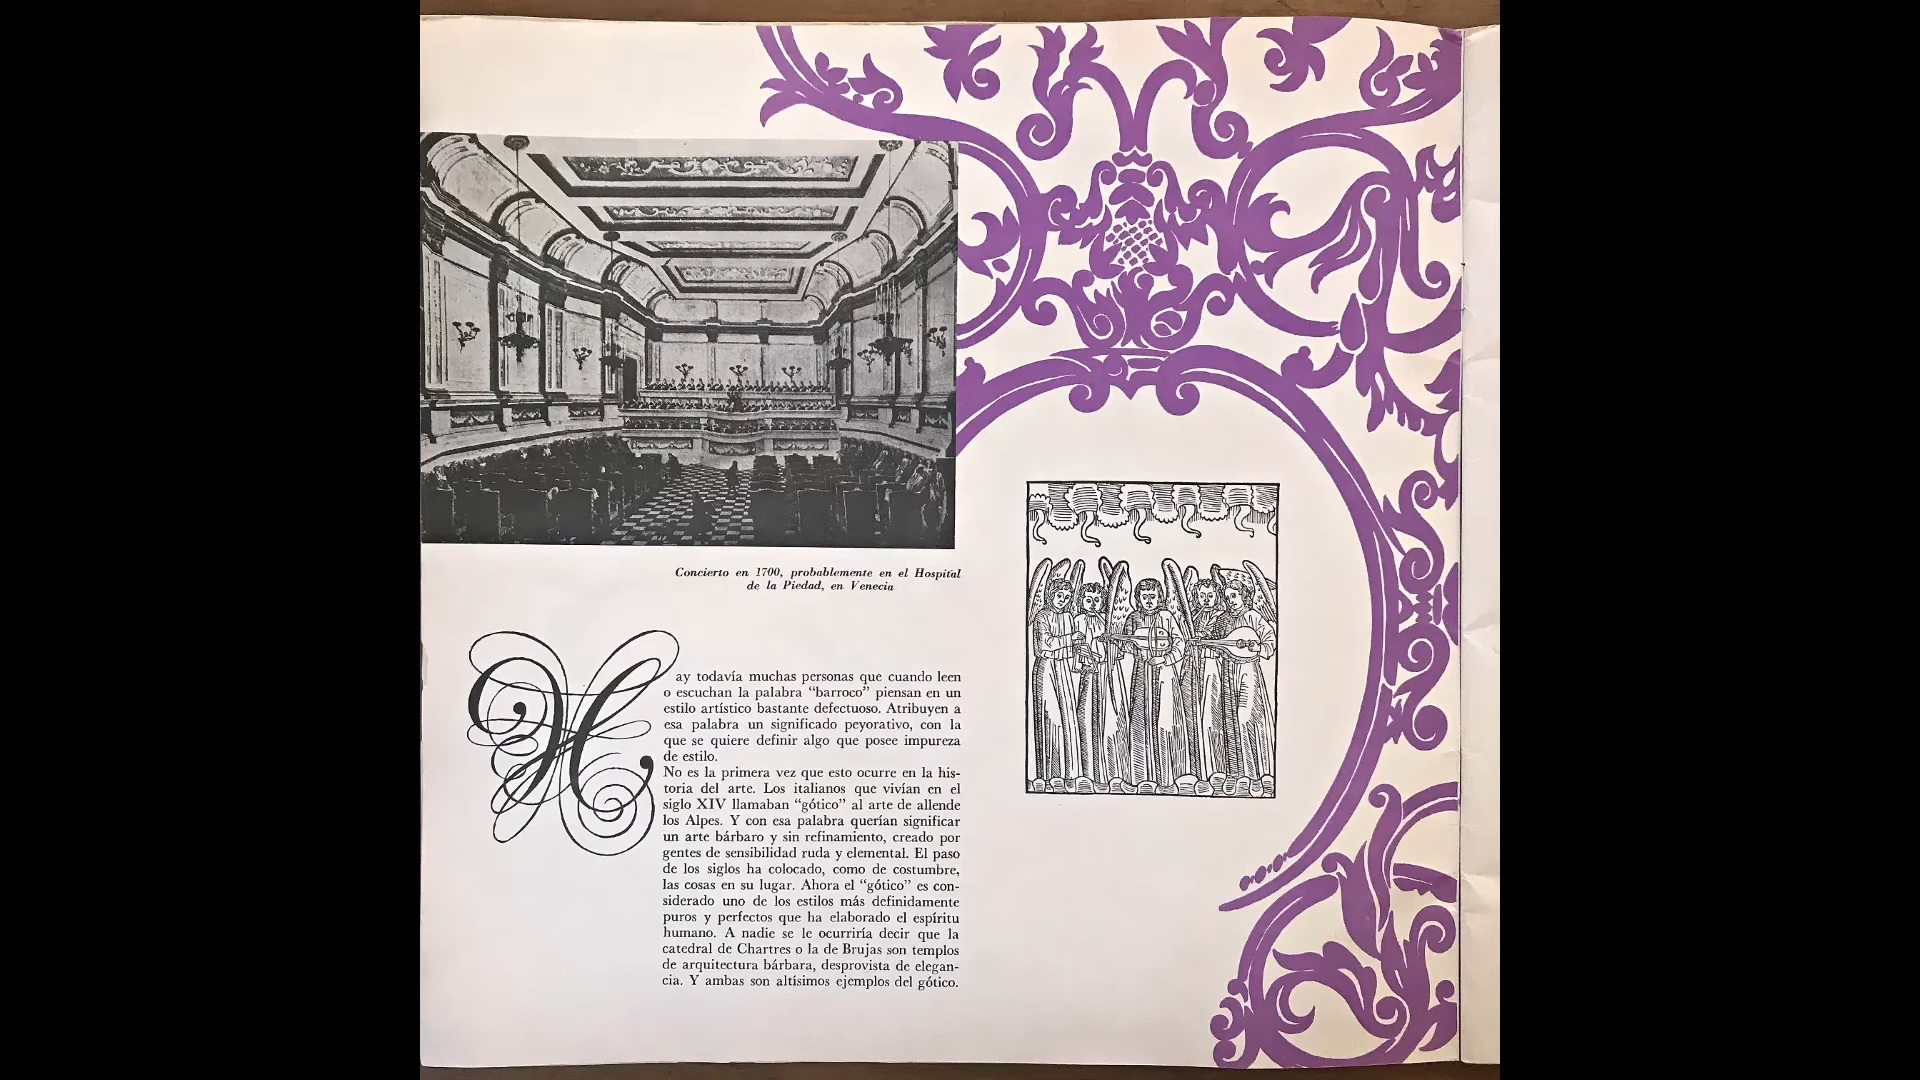 Concierto en 1700, probablemente en el Hospital
de la Piedad, en Venecia
Hay todavía muchas personas que cuando leen
o escuchan la palabra “barroco” piensan en un
estilo artístico bastante defectuoso. Atribuyen a
esa palabra un significado peyorativo, con la
que se quiere definir algo que posee impureza
de estilo.
No es la primera vez que esto ocurre en la his-
toria del arte. Los italianos que vivían en el
siglo XIV llamaban “gótico” al arte de allende
los Alpes. Y con esa palabra querían significar
un arte bárbaro y sin refinamiento, creado por
gentes de sensibilidad ruda y elemental. El paso
de los siglos ha colocado, como de costumbre,
las cosas en su lugar. Ahora el “gótico” es con-
siderado uno de los estilos más definidamente
puros y perfectos que ha elaborado el espíritu
humano. A nadie se le ocurriría decir que la
catedral de Chartres o la de Brujas son templos
de arquitectura bárbara, desprovista de elegan-
cia. Y ambas son altísimos ejemplos del gótico.